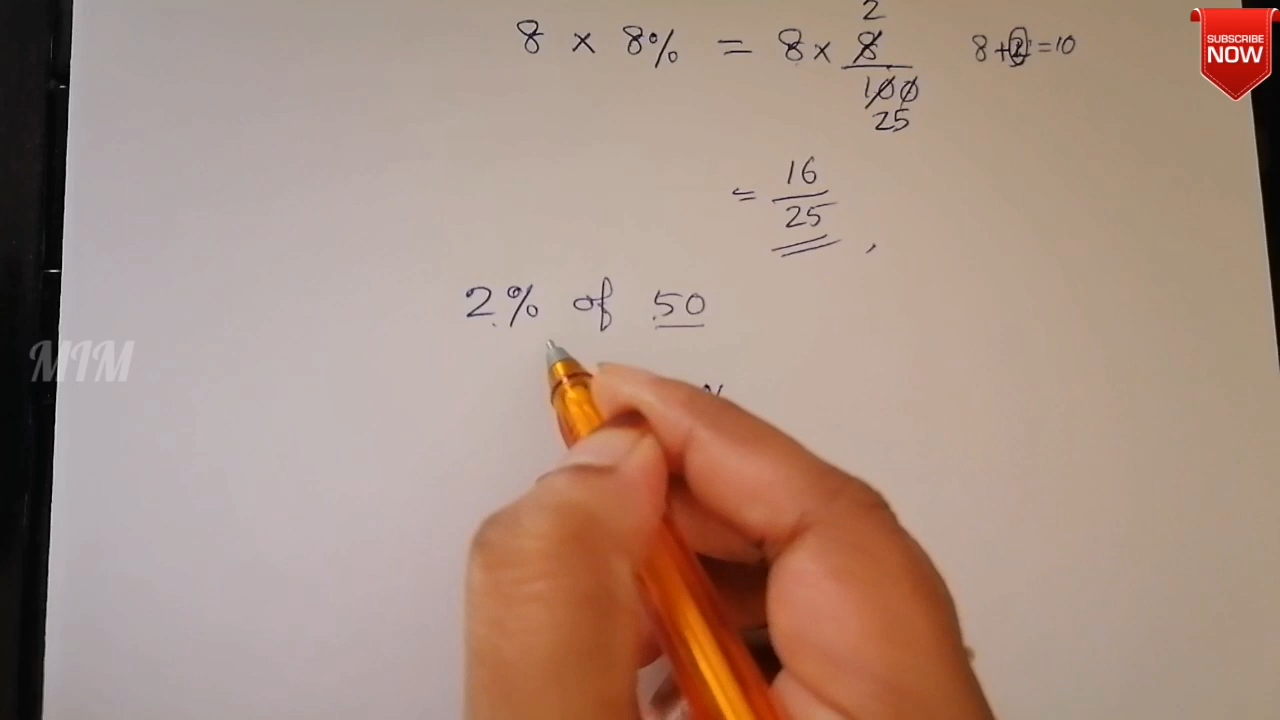 8 × 8% = 8 × 8/100 8+2=10
2
25
= 16/25 ,
2% of 50
MIM
SUBSCRIBE
NOW